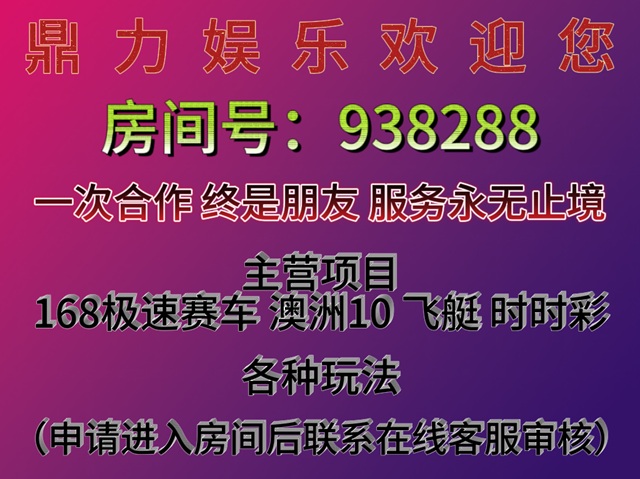 鼎力娱乐欢迎您
房间号：938288
一次合作 终是朋友 服务永无止境
主营项目
168极速赛车 澳洲10 飞艇 时时彩
各种玩法
（申请进入房间后联系在线客服审核）